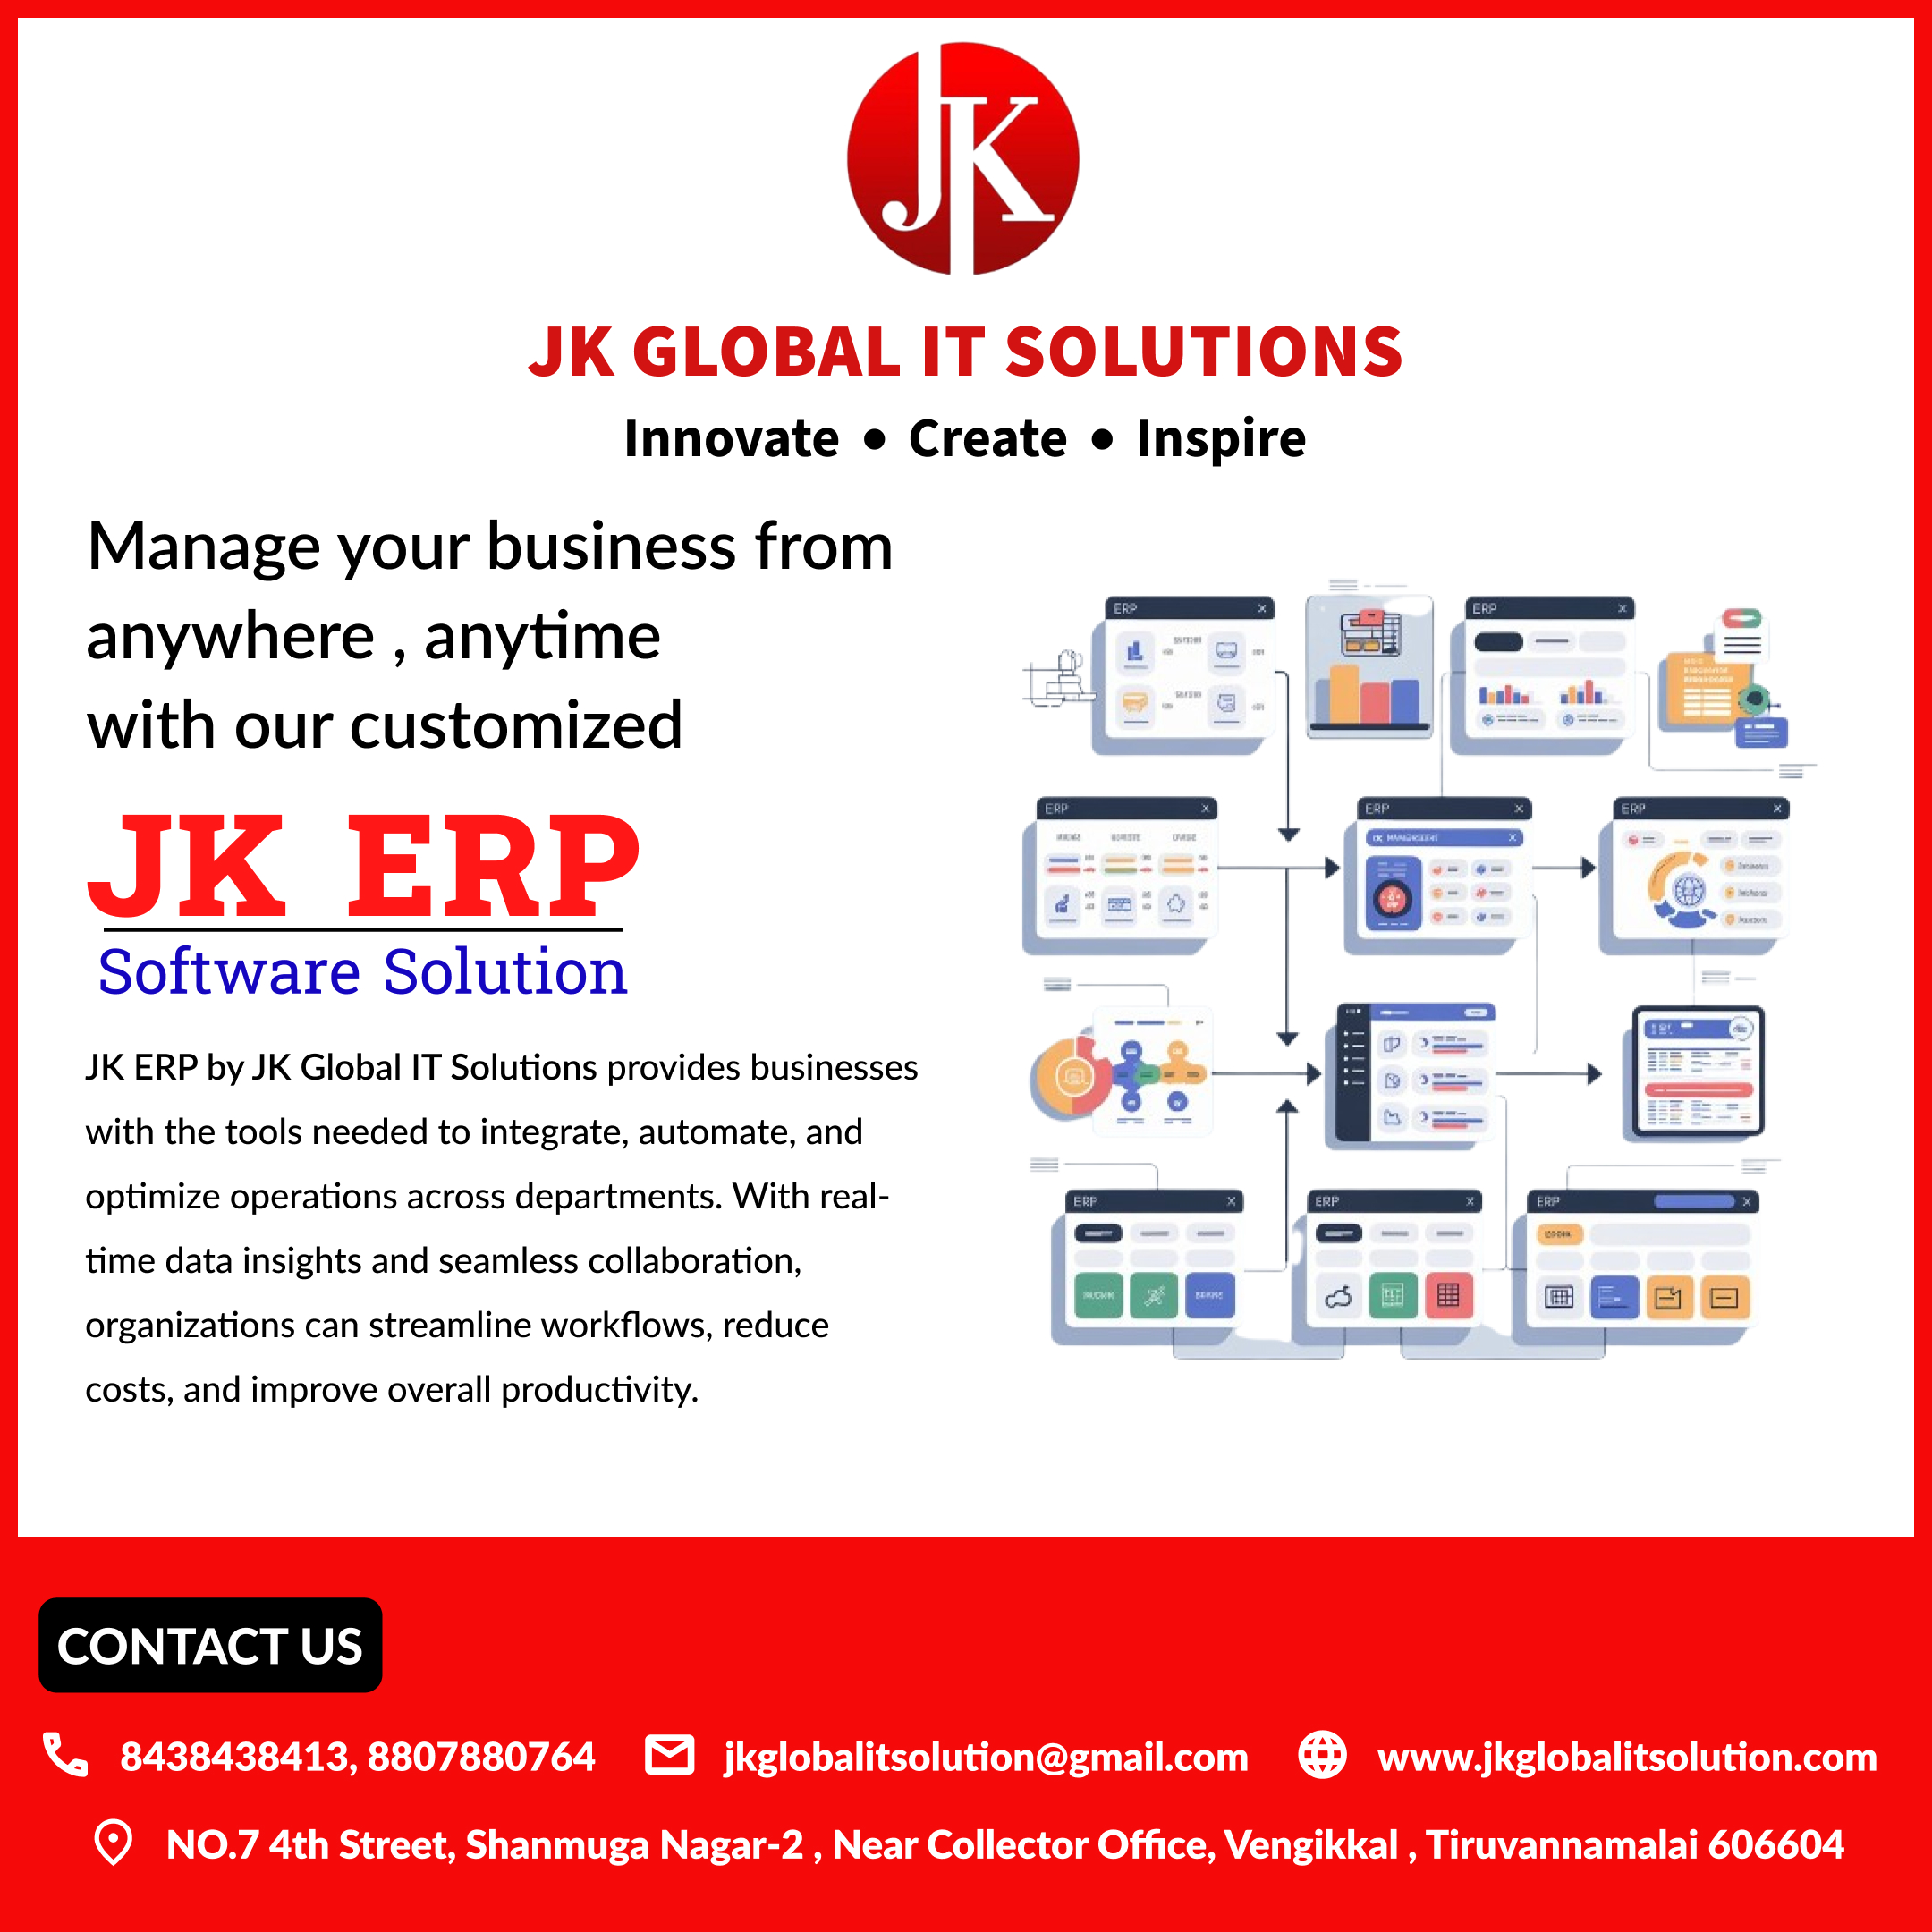 JK
JK GLOBAL IT SOLUTIONS
Innovate • Create • Inspire
Manage your business from
anywhere , anytime
with our customized
JK ERP
Software Solution
JK ERP by JK Global IT Solutions provides businesses
with the tools needed to integrate, automate, and
optimize operations across departments. With real-
time data insights and seamless collaboration,
organizations can streamline workflows, reduce
costs, and improve overall productivity.
ERP
ERP
ERP
ERP
ERP
ERP
ERP
ERP
CONTACT US
8438438413, 8807880764
jkglobalitsolution@gmail.com
www.jkglobalitsolution.com
NO.7 4th Street, Shanmuga Nagar-2 , Near Collector Office, Vengikkal , Tiruvannamalai 606604